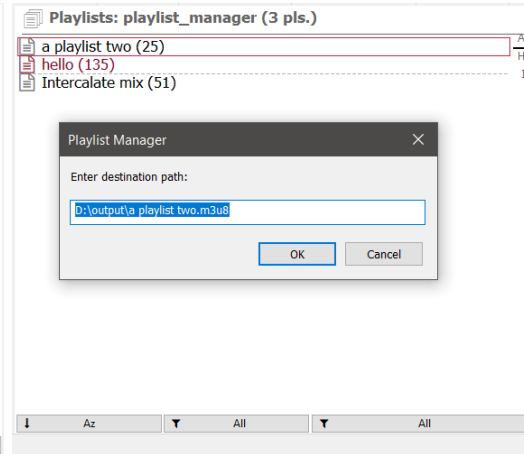 Playlists: playlist_manager (3 pls.)
a playlist two (25)
hello (135)
Intercalate mix (51)
Playlist Manager
Enter destination path:
D:\output\a playlist two.m3u8
OK Cancel
Az All All